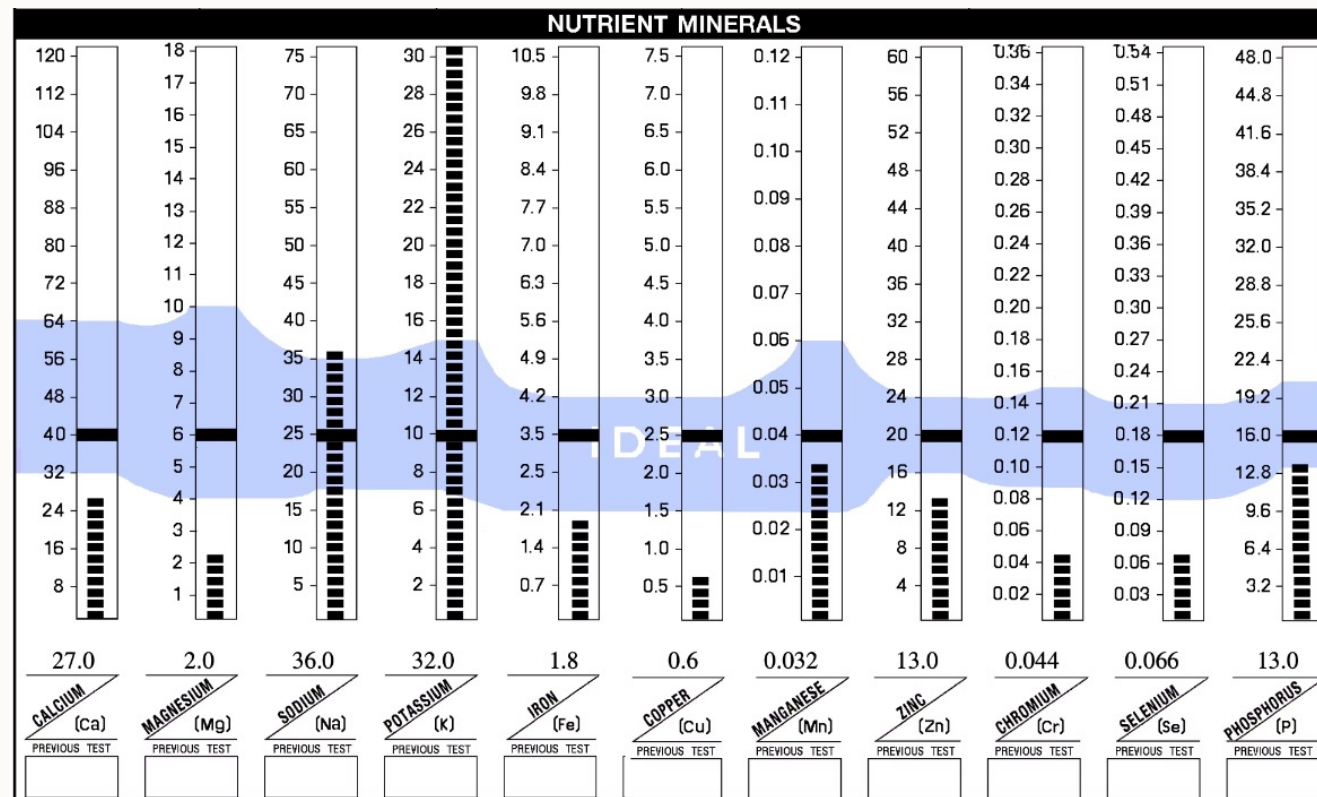 NUTRIENT MINERALS
120 18 75 30 10.5 7.5 0.12 60 0.36 0.54 48.0
112 17 70 28 9.8 7.0 0.11 56 0.34 0.51 44.8
104 16 65 26 9.1 6.5 0.10 52 0.32 0.48 41.6
96 15 60 24 8.4 6.0 0.09 48 0.30 0.45 38.4
88 14 55 22 7.7 5.5 0.08 44 0.28 0.42 35.2
80 13 50 20 7.0 5.0 0.07 40 0.26 0.39 32.0
72 12 45 18 6.3 4.5 0.06 36 0.24 0.36 28.8
64 11 40 16 5.6 4.0 0.05 32 0.22 0.33 25.6
56 10 35 14 4.9 3.5 0.04 28 0.20 0.30 22.4
48 9 30 12 4.2 3.0 0.03 24 0.18 0.27 19.2
40 8 25 10 3.5 2.5 0.02 20 0.16 0.24 16.0
32 7 20 8 2.5 2.0 0.01 16 0.14 0.21 12.8
24 6 15 6 2.1 1.5 12 0.12 0.18 9.6
16 5 10 4 1.4 1.0 8 0.10 0.15 6.4
8 4 5 2 0.7 0.5 4 0.08 0.12 3.2
3 0.06 0.09
2 0.04 0.06
1 0.02 0.03
IDEAL
27.0 2.0 36.0 32.0 1.8 0.6 0.032 13.0 0.044 0.066 13.0
CALCIUM MAGNESIUM SODIUM POTASSIUM IRON COPPER MANGANESE ZINC CHROMIUM SELENIUM PHOSPHORUS
(Ca) (Mg) (Na) (K) (Fe) (Cu) (Mn) (Zn) (Cr) (Se) (P)
PREVIOUS TEST PREVIOUS TEST PREVIOUS TEST PREVIOUS TEST PREVIOUS TEST PREVIOUS TEST PREVIOUS TEST PREVIOUS TEST PREVIOUS TEST PREVIOUS TEST PREVIOUS TEST